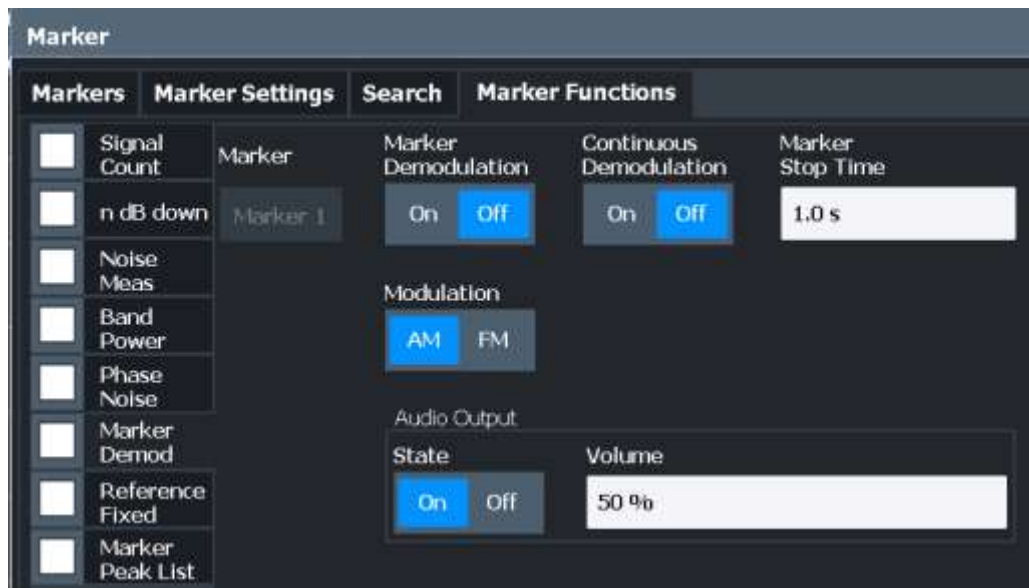 Marker
Markers Marker Settings Search Marker Functions
Signal
Count
n dB down
Noise
Meas
Band
Power
Phase
Noise
Marker
Demod
Reference
Fixed
Marker
Peak List
Marker
Marker 1
Marker
Demodulation
On Off
Continuous
Demodulation
On Off
Marker
Stop Time
1.0 s
Modulation
AM FM
Audio Output
State
On Off
Volume
50 %